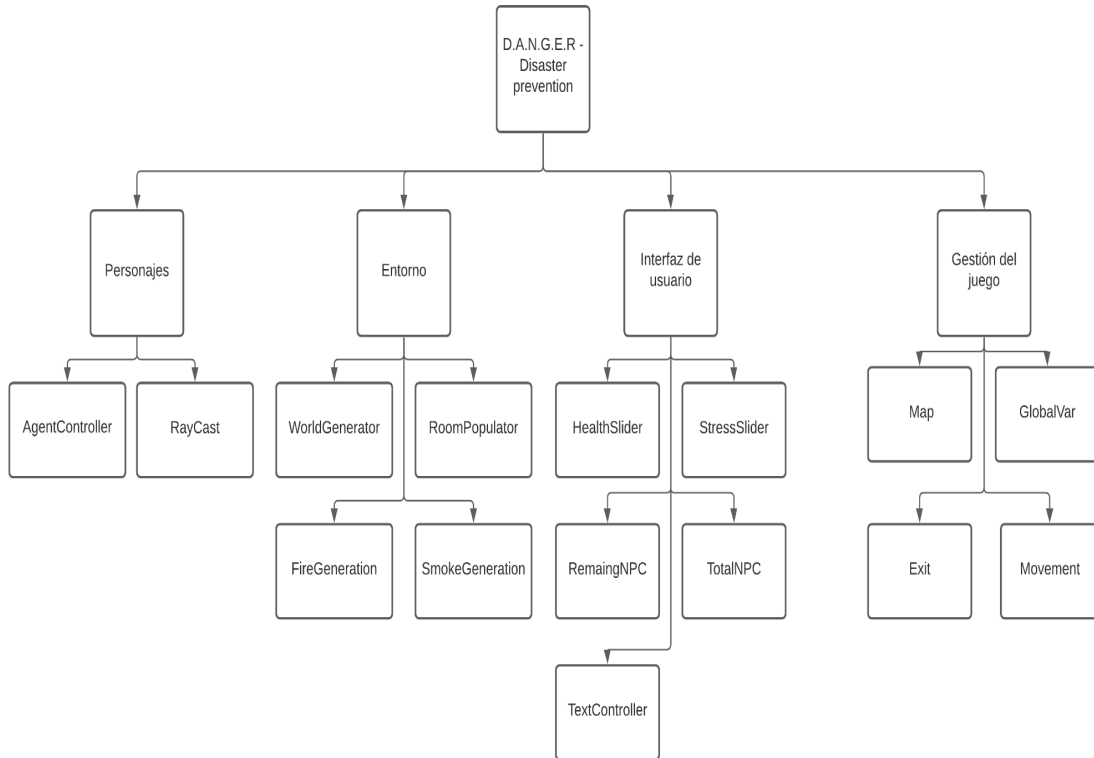 D.A.N.G.E.R -
Disaster
prevention
Personajes
Entorno
Interfaz de
usuario
Gestión del
juego
AgentController
RayCast
WorldGenerator
RoomPopulator
HealthSlider
StressSlider
Map
GlobalVar
FireGeneration
SmokeGeneration
RemaingNPC
TotalNPC
Exit
Movement
TextController